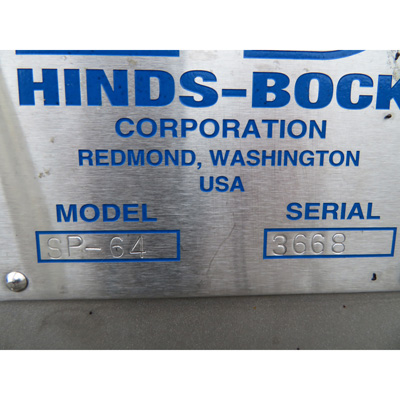 HINDS-BOCK
CORPORATION
REDMOND, WASHINGTON
USA
MODEL SERIAL
SP-64 3668